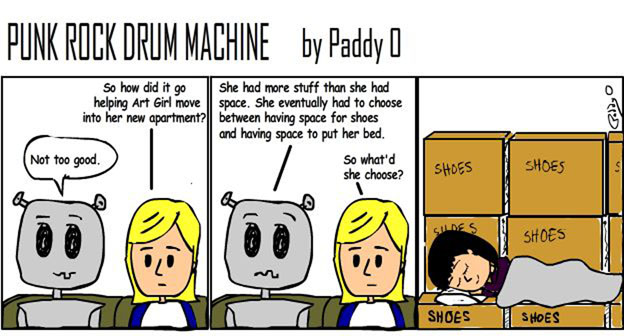 PUNK ROCK DRUM MACHINE by Paddy O
So how did it go
helping Art Girl move
into her new apartment?
Not too good.
She had more stuff than she had
space. She eventually had to choose
between having space for shoes
and having space to put her bed.
So what'd
she choose?
Paddy O
SHOES SHOES S
SHOES SHOES
SHOES SHOES